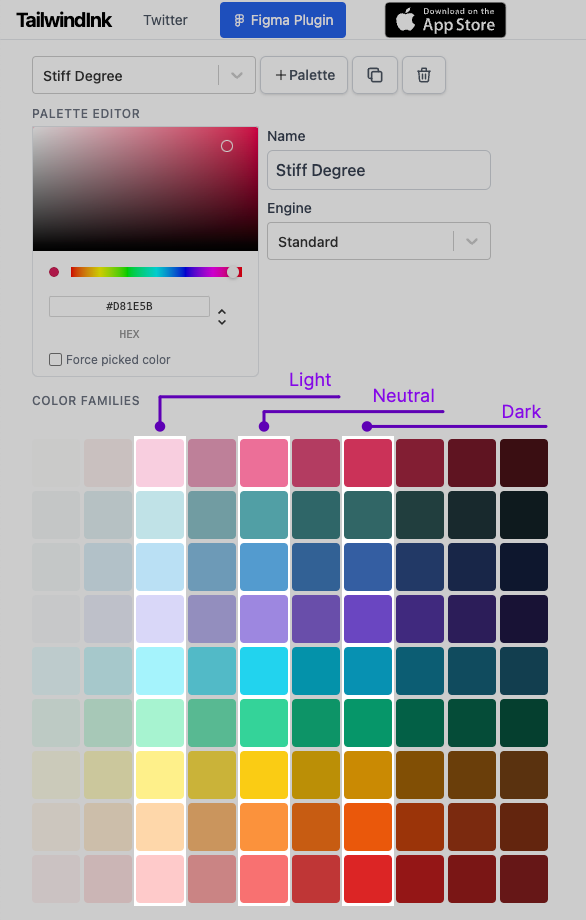 TailwindInk
Twitter
Figma Plugin
Download on the
App Store
Stiff Degree
+Palette
PALETTE EDITOR
Name
Stiff Degree
Engine
Standard
#D81E5B
HEX
Force picked color
Light
Neutral
Dark
COLOR FAMILIES